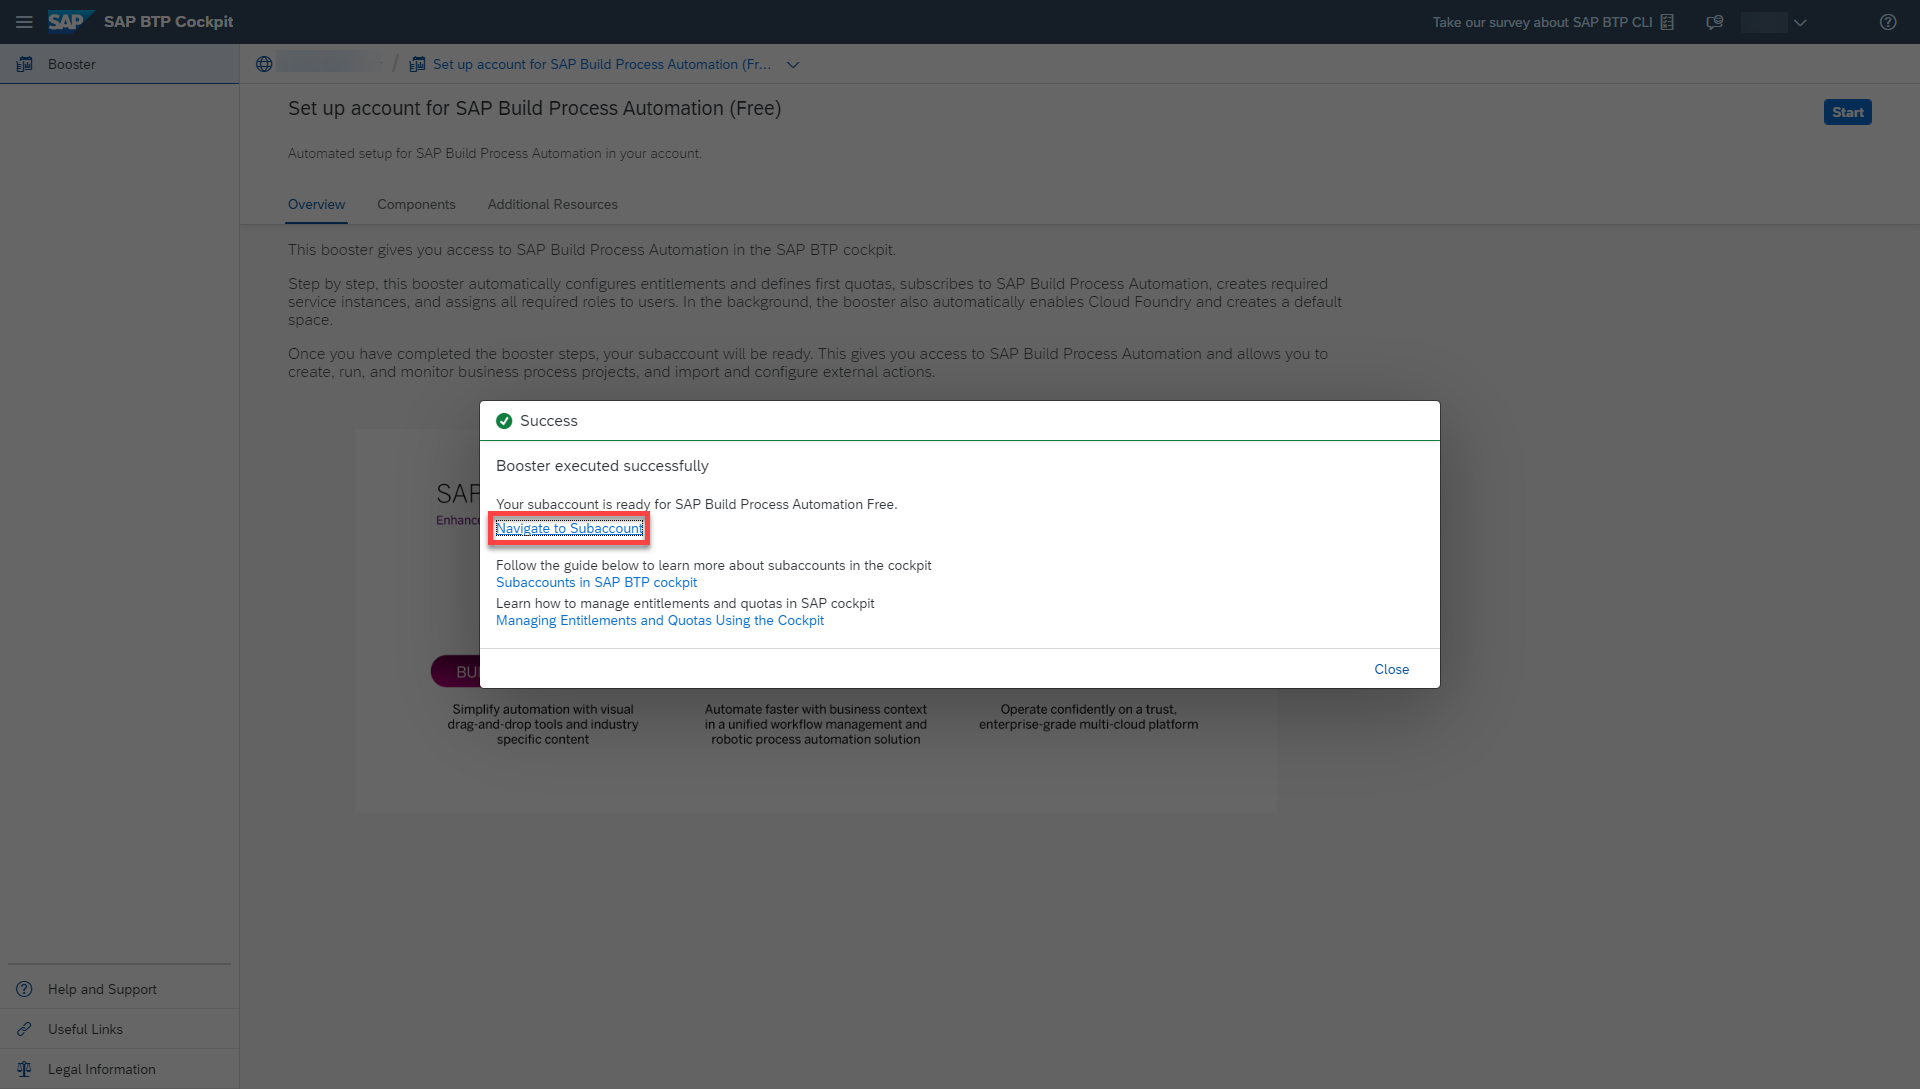 SAP SAP BTP Cockpit
Take our survey about SAP BTP CLI
Booster
/ Set up account for SAP Build Process Automation (Fr...
Set up account for SAP Build Process Automation (Free)
Start
Automated setup for SAP Build Process Automation in your account.
Overview Components Additional Resources
This booster gives you access to SAP Build Process Automation in the SAP BTP cockpit.
Step by step, this booster automatically configures entitlements and defines first quotas, subscribes to SAP Build Process Automation, creates required
service instances, and assigns all required roles to users. In the background, the booster also automatically enables Cloud Foundry and creates a default
space.
Once you have completed the booster steps, your subaccount will be ready. This gives you access to SAP Build Process Automation and allows you to
create, run, and monitor business process projects, and import and configure external actions.
SAP
Enhance
Success
Booster executed successfully
Your subaccount is ready for SAP Build Process Automation Free.
Navigate to Subaccount
Follow the guide below to learn more about subaccounts in the cockpit
Subaccounts in SAP BTP cockpit
Learn how to manage entitlements and quotas in SAP cockpit
Managing Entitlements and Quotas Using the Cockpit
Close
BU
Simplify automation with visual
drag-and-drop tools and industry
specific content
Automate faster with business context
in a unified workflow management and
robotic process automation solution
Operate confidently on a trust,
enterprise-grade multi-cloud platform
Help and Support
Useful Links
Legal Information